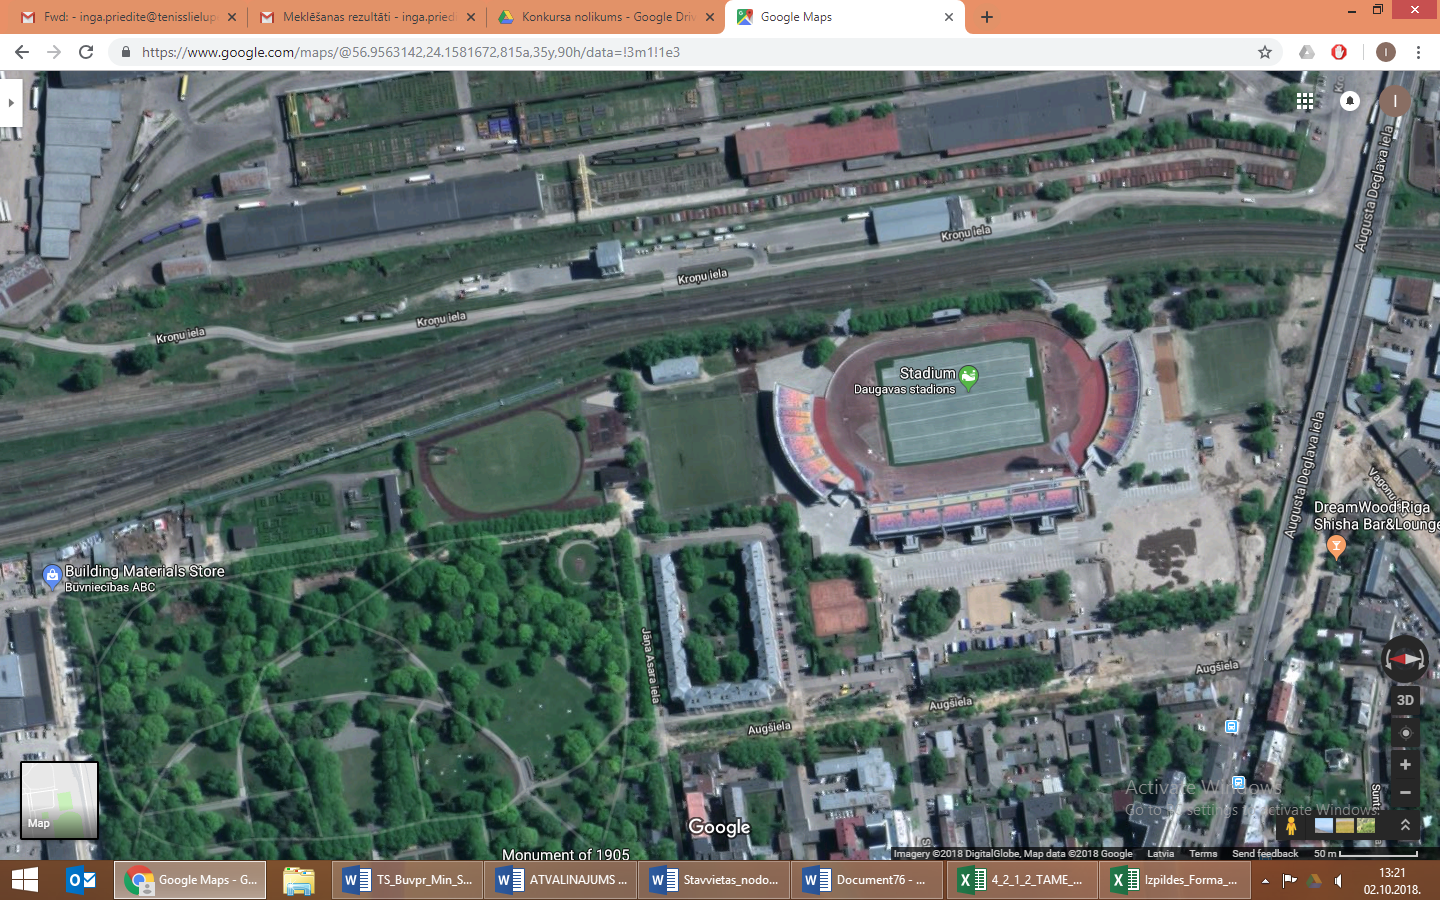 Fwd: - inga.priedite@tenisslielup
Meklēšanas rezultāti - inga.pried
Konkursa nolikums - Google Driv
Google Maps
https://www.google.com/maps/@56.9563142,24.1581672,815a,35y,90h/data=!3m1!1e3
I
I
Augusta Deglava iela
Kroņu iela
Kroņu iela
Kroņu iela
Kroņu iela
Stadium
Daugavas stadions
Augusta Deglava iela
Vagonu
DreamWood Riga
Shisha Bar&Lounge
Building Materials Store
Būvniecības ABC
Jāņa Asara iela
Augšiela
Augšiela
Augšiela
3D
Map
Google
Monument of 1905
Activate Windows
Go to PC settings to activate Windows.
Imagery ©2018 DigitalGlobe, Map data ©2018 Google
Latvia
Terms
Send feedback
50 m
Google Maps - G...
TS_Buvpr_Min_S...
ATVALINAJUMS ...
Stavvietas_nodo...
Document76 - ...
4_2_1_2_TAME_...
Izpildes_Forma_...
13:21
02.10.2018.